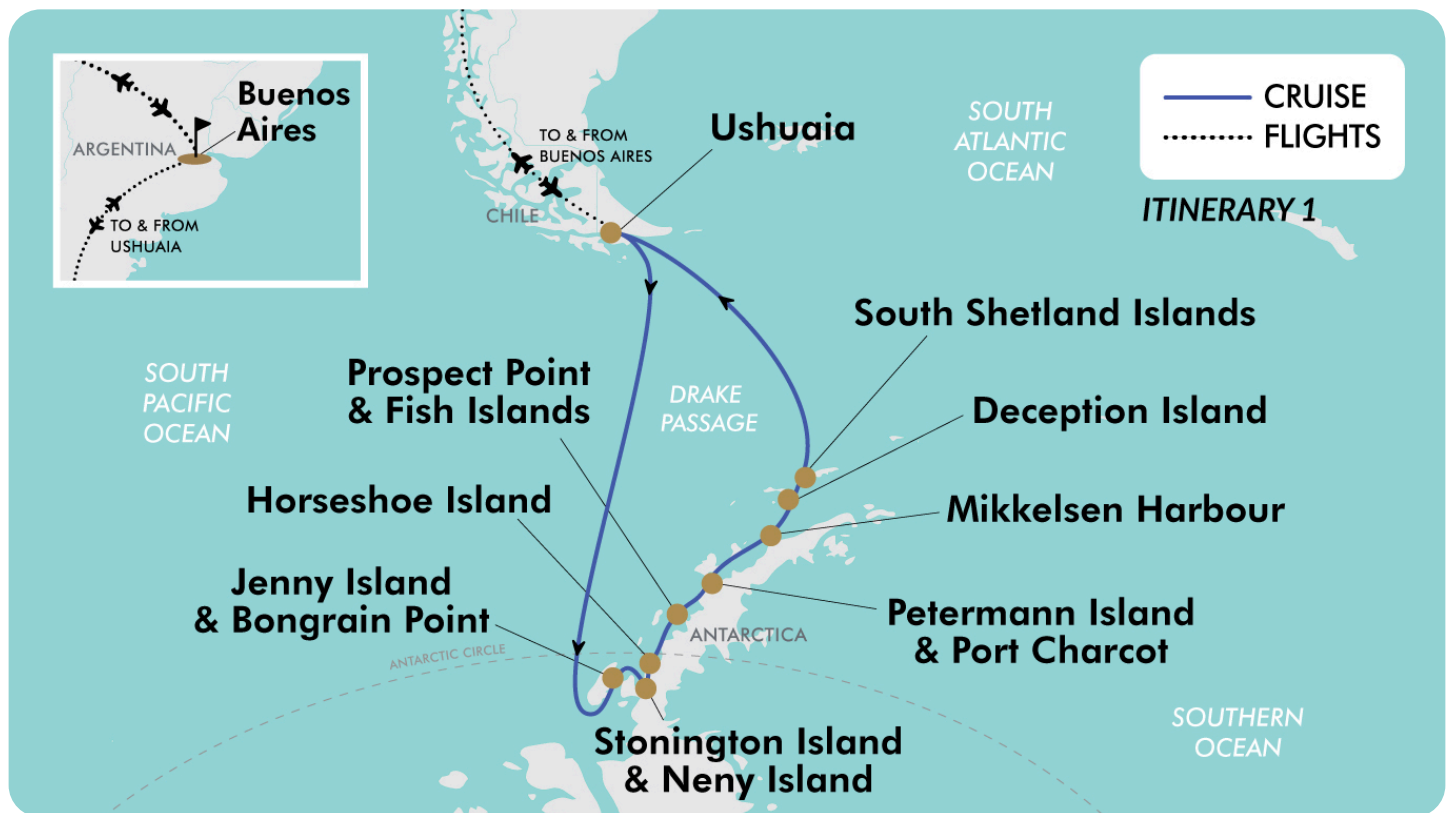 Buenos
Aires
ARGENTINA
TO & FROM
USHUAIA
TO & FROM
BUENOS AIRES
CHILE
Ushuaia
SOUTH
ATLANTIC
OCEAN
CRUISE
FLIGHTS
ITINERARY 1
South Shetland Islands
SOUTH
PACIFIC
OCEAN
Prospect Point
& Fish Islands
DRAKE
PASSAGE
Deception Island
Horseshoe Island
Mikkelsen Harbour
Jenny Island
& Bongrain Point
Petermann Island
& Port Charcot
ANTARCTICA
ANTARCTIC CIRCLE
Stonington Island
& Neny Island
SOUTHERN
OCEAN